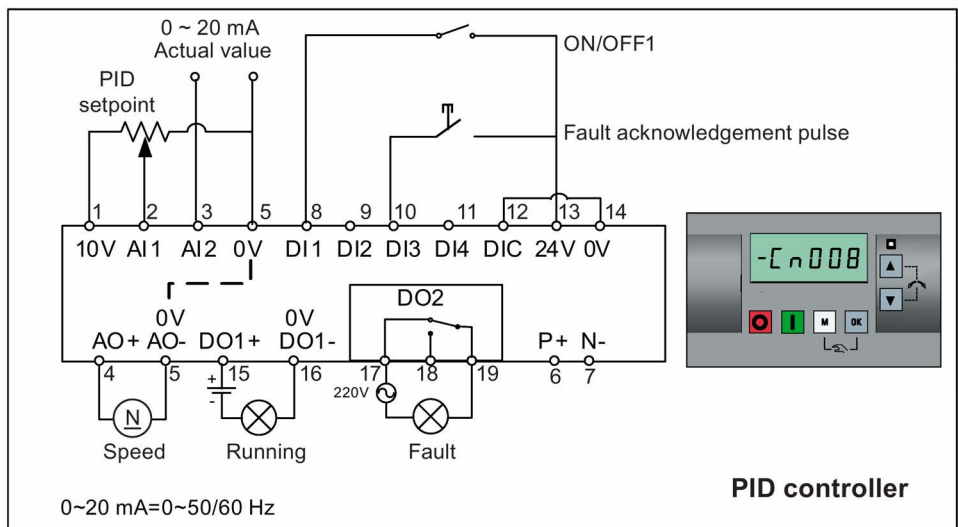 0 ~ 20 mA
Actual value
ON/OFF1
PID
setpoint
Fault acknowledgement pulse
1 2 3 5 8 9 10 11 12 13 14
10V AI1 AI2 0V DI1 DI2 DI3 DI4 DIC 24V 0V
-Cn008
M OK
DO2
0V 0V
AO+ AO- DO1+ DO1- P+ N-
4 5 15 16 17 18 19 6 7
+
-
220V
N
Speed Running Fault
PID controller
0~20 mA=0~50/60 Hz